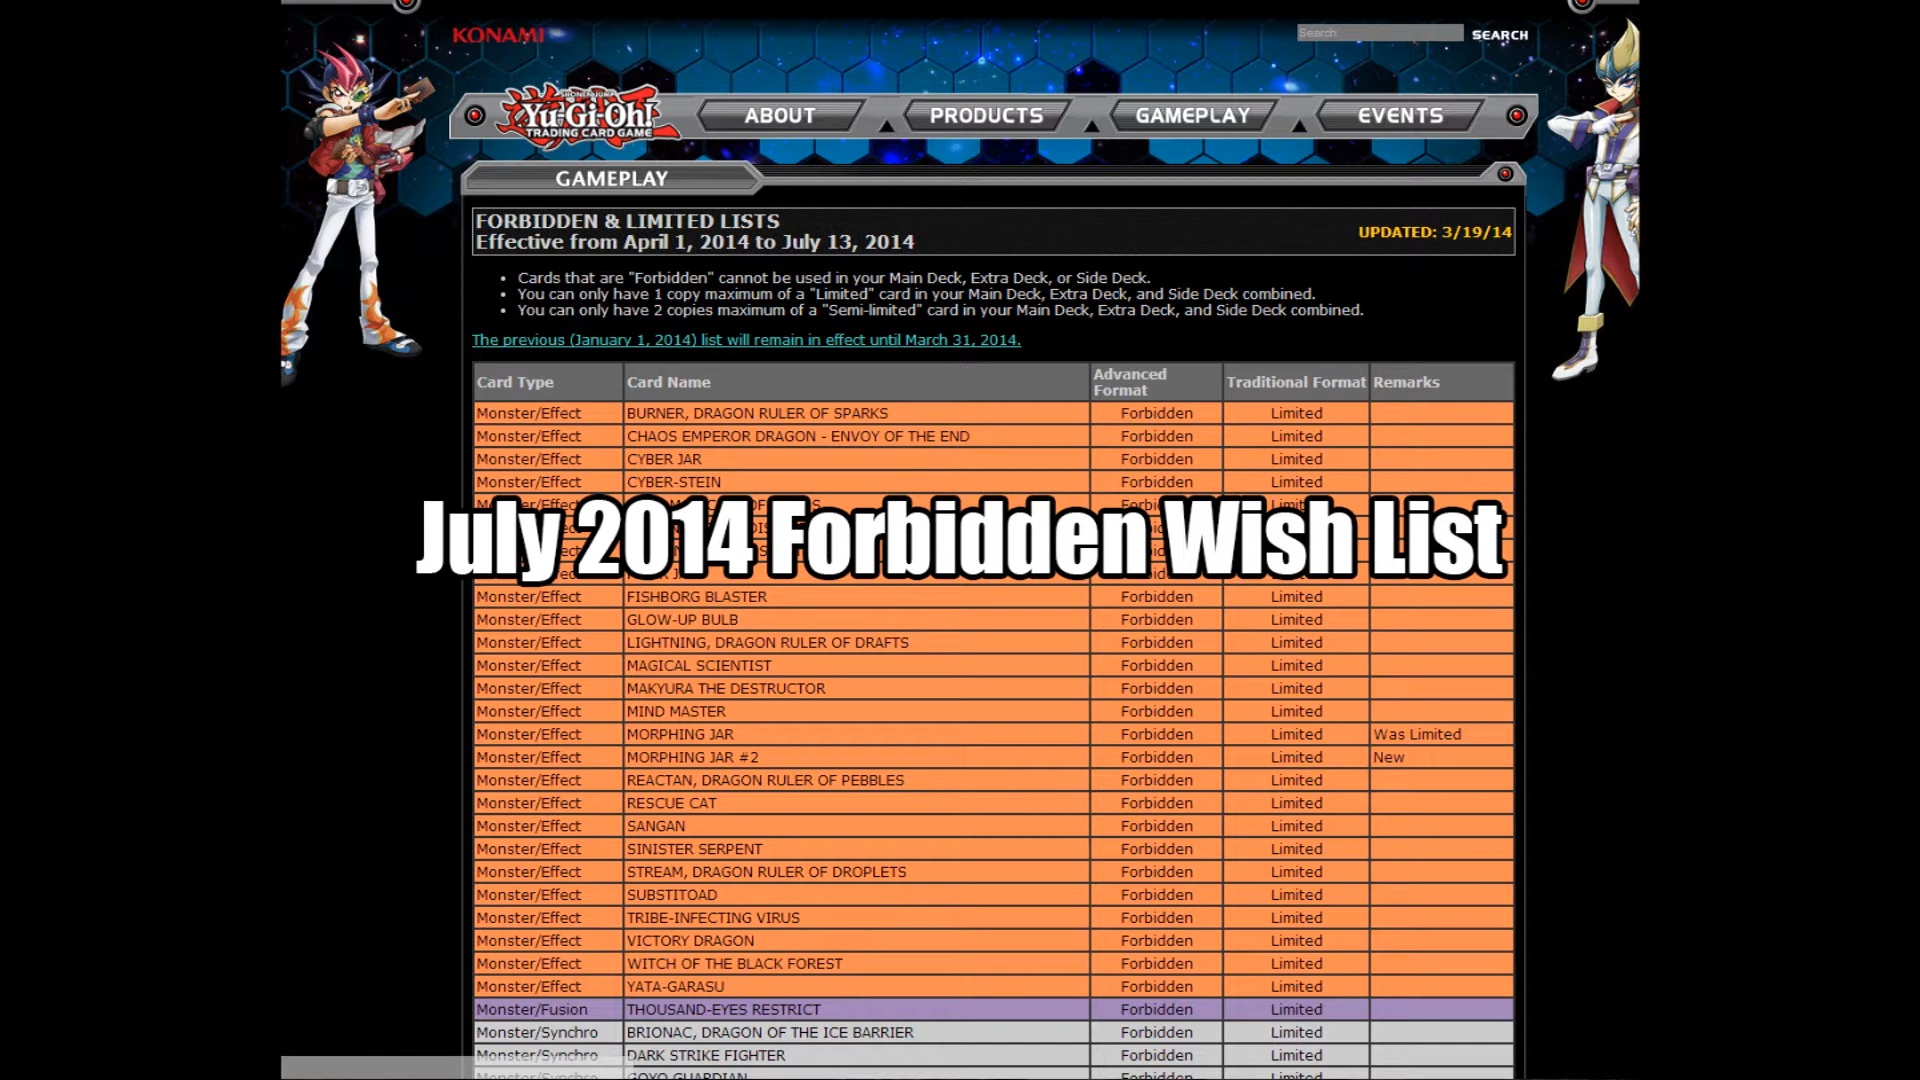 KONAMI
Search
SEARCH
SHONEN JUMP
Yu-Gi-Oh!
TRADING CARD GAME
ABOUT
PRODUCTS
GAMEPLAY
EVENTS
GAMEPLAY
FORBIDDEN & LIMITED LISTS
Effective from April 1, 2014 to July 13, 2014
UPDATED: 3/19/14
• Cards that are "Forbidden" cannot be used in your Main Deck, Extra Deck, or Side Deck.
• You can only have 1 copy maximum of a "Limited" card in your Main Deck, Extra Deck, and Side Deck combined.
• You can only have 2 copies maximum of a "Semi-limited" card in your Main Deck, Extra Deck, and Side Deck combined.
The previous (January 1, 2014) list will remain in effect until March 31, 2014.
Card Type Card Name Advanced Format Traditional Format Remarks
Monster/Effect BURNER, DRAGON RULER OF SPARKS Forbidden Limited
Monster/Effect CHAOS EMPEROR DRAGON - ENVOY OF THE END Forbidden Limited
Monster/Effect CYBER JAR Forbidden Limited
Monster/Effect CYBER-STEIN Forbidden Limited
July 2014 Forbidden Wish List
Monster/Effect FISHBORG BLASTER Forbidden Limited
Monster/Effect GLOW-UP BULB Forbidden Limited
Monster/Effect LIGHTNING, DRAGON RULER OF DRAFTS Forbidden Limited
Monster/Effect MAGICAL SCIENTIST Forbidden Limited
Monster/Effect MAKYURA THE DESTRUCTOR Forbidden Limited
Monster/Effect MIND MASTER Forbidden Limited
Monster/Effect MORPHING JAR Forbidden Limited Was Limited
Monster/Effect MORPHING JAR #2 Forbidden Limited New
Monster/Effect REACTAN, DRAGON RULER OF PEBBLES Forbidden Limited
Monster/Effect RESCUE CAT Forbidden Limited
Monster/Effect SANGAN Forbidden Limited
Monster/Effect SINISTER SERPENT Forbidden Limited
Monster/Effect STREAM, DRAGON RULER OF DROPLETS Forbidden Limited
Monster/Effect SUBSTITOAD Forbidden Limited
Monster/Effect TRIBE-INFECTING VIRUS Forbidden Limited
Monster/Effect VICTORY DRAGON Forbidden Limited
Monster/Effect WITCH OF THE BLACK FOREST Forbidden Limited
Monster/Effect YATA-GARASU Forbidden Limited
Monster/Fusion THOUSAND-EYES RESTRICT Forbidden Limited
Monster/Synchro BRIONAC, DRAGON OF THE ICE BARRIER Forbidden Limited
Monster/Synchro DARK STRIKE FIGHTER Forbidden Limited
Monster/Synchro GOYO GUARDIAN Forbidden Limited